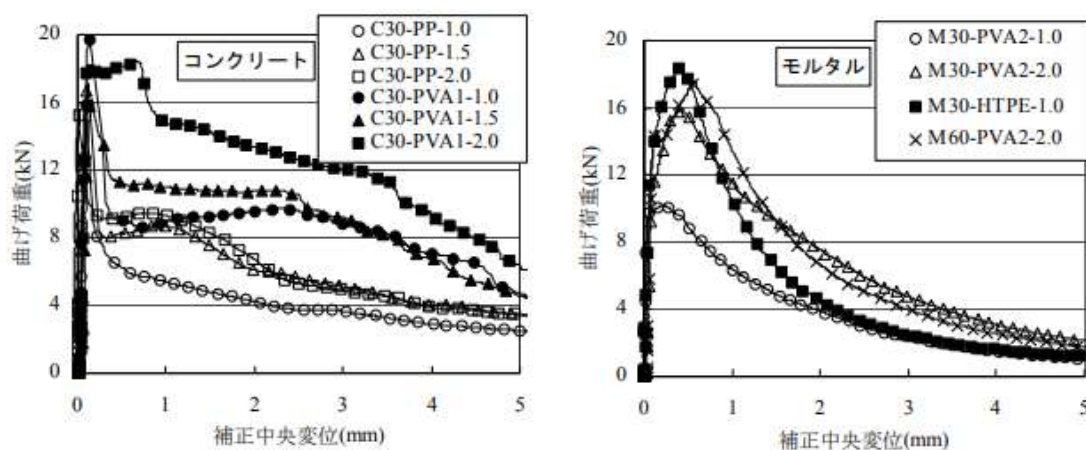 20
16
12
8
4
0
曲げ荷重(kN)
コンクリート
C30-PP-1.0
C30-PP-1.5
C30-PP-2.0
C30-PVA1-1.0
C30-PVA1-1.5
C30-PVA1-2.0
0 1 2 3 4 5
補正中央変位(mm)
20
16
12
8
4
0
曲げ荷重(kN)
モルタル
M30-PVA2-1.0
M30-PVA2-2.0
M30-HTPE-1.0
M60-PVA2-2.0
0 1 2 3 4 5
補正中央変位(mm)